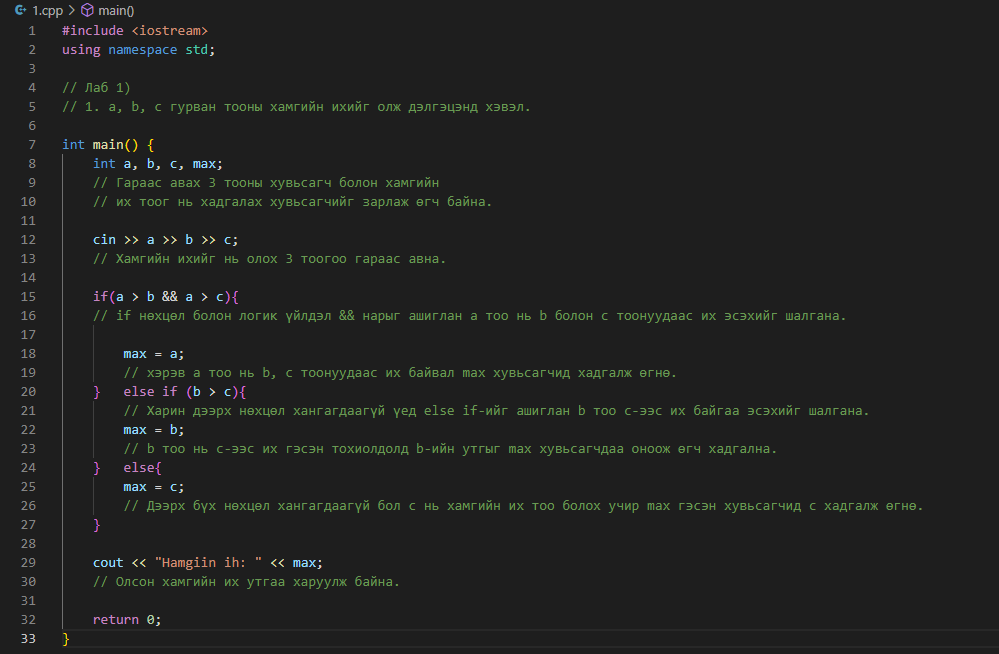 1.cpp > main()
1 #include <iostream>
2 using namespace std;
3
4 // Лаб 1)
5 // 1. a, b, c гурван тооны хамгийн ихийг олж дэлгэцэнд хэвэл.
6
7 int main() {
8 int a, b, c, max;
9 // Гараас авах 3 тооны хувьсагч болон хамгийн
10 // их тоог нь хадгалах хувьсагчийг зарлаж өгч байна.
11
12 cin >> a >> b >> c;
13 // Хамгийн ихийг нь олох 3 тоогоо гараас авна.
14
15 if(a > b && a > c){
16 // if нөхцөл болон логик үйлдэл && нарыг ашиглан a тоо нь b болон c тоонуудаас их эсэхийг шалгана.
17
18 max = a;
19 // хэрэв a тоо нь b, c тоонуудаас их байвал max хувьсагчид хадгалж өгнө.
20 } else if (b > c){
21 // Харин дээрх нөхцөл хангагдаагүй үед else if-ийг ашиглан b тоо c-ээс их байгаа эсэхийг шалгана.
22 max = b;
23 // b тоо нь c-ээс их гэсэн тохиолдолд b-ийн утгыг max хувьсагчдаа оноож өгч хадгална.
24 } else{
25 max = c;
26 // Дээрх бүх нөхцөл хангагдаагүй бол c нь хамгийн их тоо болох учир max гэсэн хувьсагчид c хадгалж өгнө.
27 }
28
29 cout << "Hamgiin ih: " << max;
30 // Олсон хамгийн их утгаа харуулж байна.
31
32 return 0;
33 }